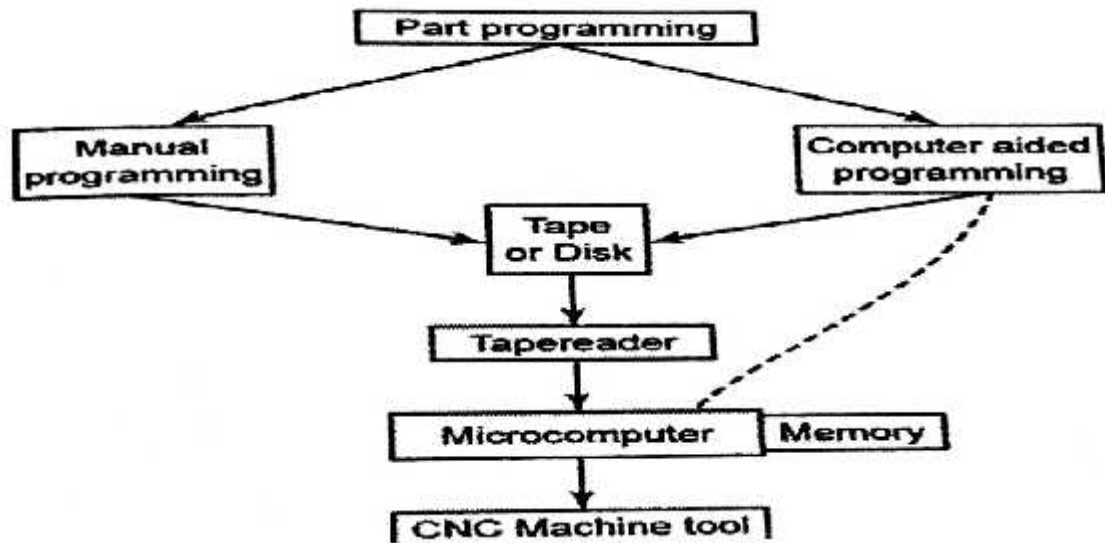 Part programming
Manual
programming
Computer aided
programming
Tape
or Disk
Tapereader
Microcomputer
Memory
CNC Machine tool